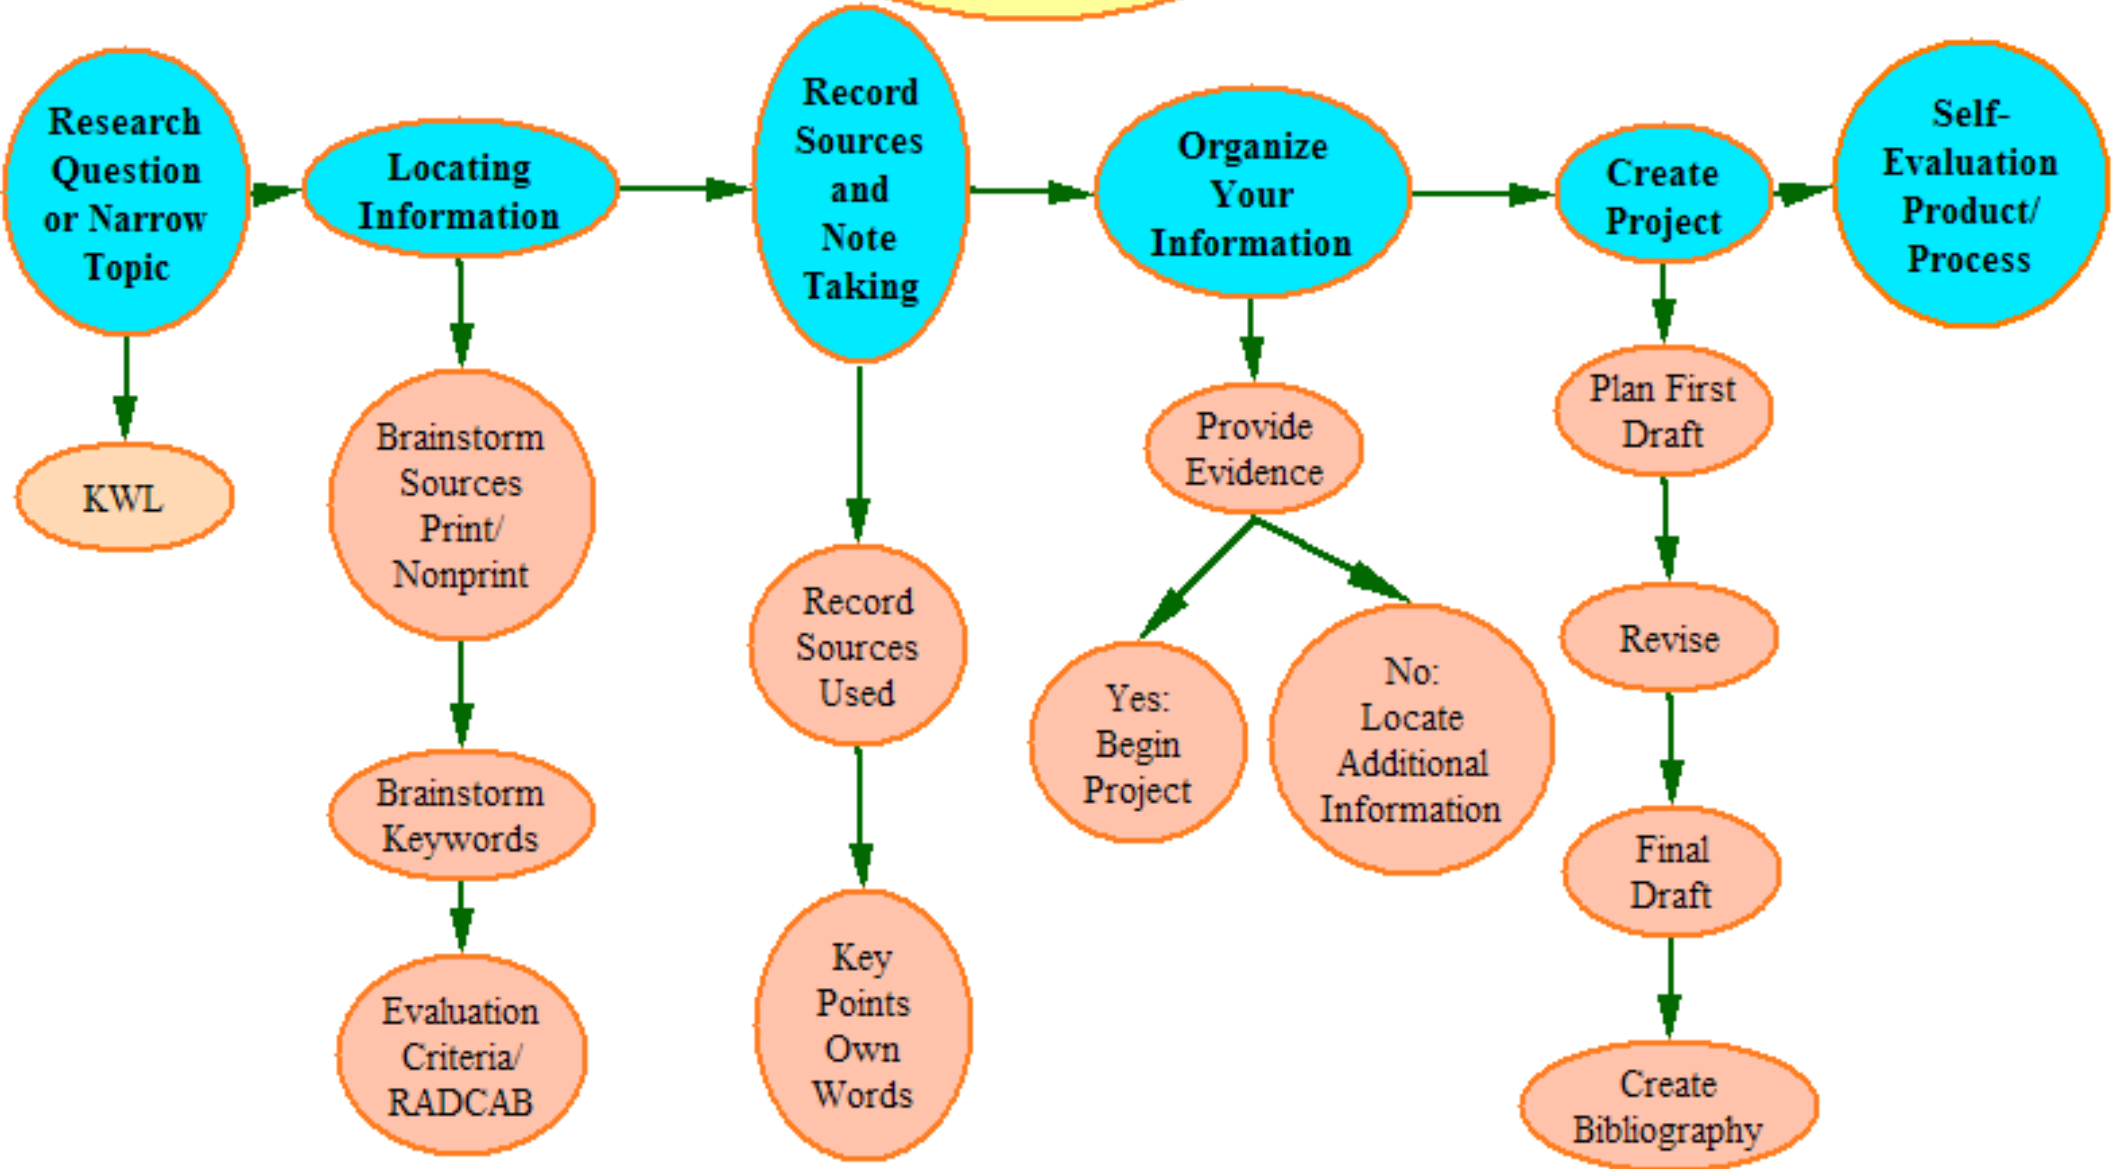 Research
Question
or Narrow
Topic
Locating
Information
Record
Sources
and
Note
Taking
Organize
Your
Information
Create
Project
Self-
Evaluation
Product/
Process
KWL
Brainstorm
Sources
Print/
Nonprint
Brainstorm
Keywords
Evaluation
Criteria/
RADCAB
Record
Sources
Used
Key
Points
Own
Words
Provide
Evidence
Yes:
Begin
Project
No:
Locate
Additional
Information
Plan First
Draft
Revise
Final
Draft
Create
Bibliography